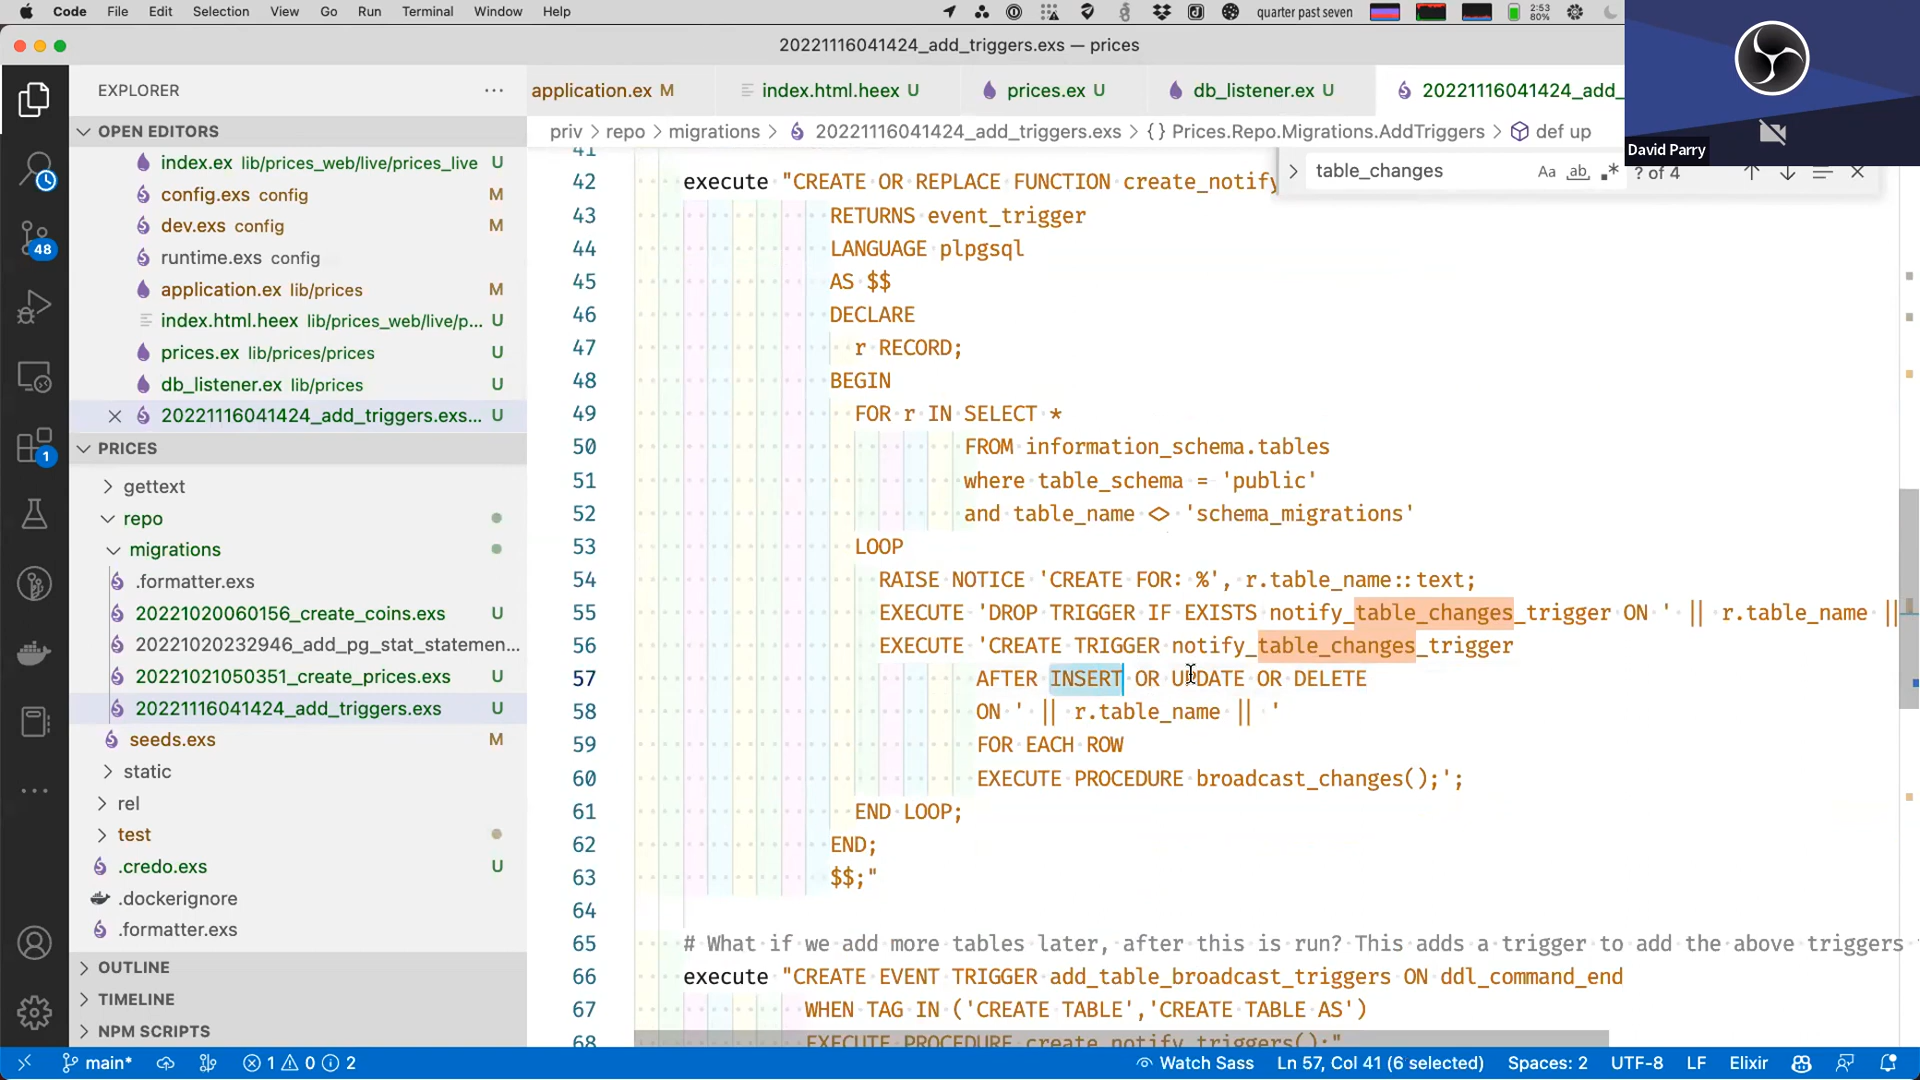 Code File Edit Selection View Go Run Terminal Window Help quarter past seven 2:53 80%
20221116041424_add_triggers.exs — prices
David Parry
EXPLORER
application.ex M index.html.heex U prices.ex U db_listener.ex U 20221116041424_add_
priv > repo > migrations > 20221116041424_add_triggers.exs > {} Prices.Repo.Migrations.AddTriggers > def up
table_changes Aa ab ? of 4
OPEN EDITORS
index.ex lib/prices_web/live/prices_live U
config.exs config M
dev.exs config M
runtime.exs config
application.ex lib/prices M
index.html.heex lib/prices_web/live/p... U
prices.ex lib/prices/prices U
db_listener.ex lib/prices U
20221116041424_add_triggers.exs... U
PRICES
gettext
repo
migrations
.formatter.exs
20221020060156_create_coins.exs U
20221020232946_add_pg_stat_statemen...
20221021050351_create_prices.exs U
20221116041424_add_triggers.exs U
seeds.exs M
static
rel
test
.credo.exs U
.dockerignore
.formatter.exs
OUTLINE
TIMELINE
NPM SCRIPTS
48
1
41
42 execute "CREATE OR REPLACE FUNCTION create_notify
43 RETURNS event_trigger
44 LANGUAGE plpgsql
45 AS $$
46 DECLARE
47 r RECORD;
48 BEGIN
49 FOR r IN SELECT *
50 FROM information_schema.tables
51 where table_schema = 'public'
52 and table_name <> 'schema_migrations'
53 LOOP
54 RAISE NOTICE 'CREATE FOR: %', r.table_name::text;
55 EXECUTE 'DROP TRIGGER IF EXISTS notify_table_changes_trigger ON ' || r.table_name ||
56 EXECUTE 'CREATE TRIGGER notify_table_changes_trigger
57 AFTER INSERT OR UPDATE OR DELETE
58 ON ' || r.table_name || '
59 FOR EACH ROW
60 EXECUTE PROCEDURE broadcast_changes();';
61 END LOOP;
62 END;
63 $$;"
64
65 # What if we add more tables later, after this is run? This adds a trigger to add the above triggers
66 execute "CREATE EVENT TRIGGER add_table_broadcast_triggers ON ddl_command_end
67 WHEN TAG IN ('CREATE TABLE','CREATE TABLE AS')
68 EXECUTE PROCEDURE create_notify_triggers();"
main* 1 0 2 Watch Sass Ln 57, Col 41 (6 selected) Spaces: 2 UTF-8 LF Elixir